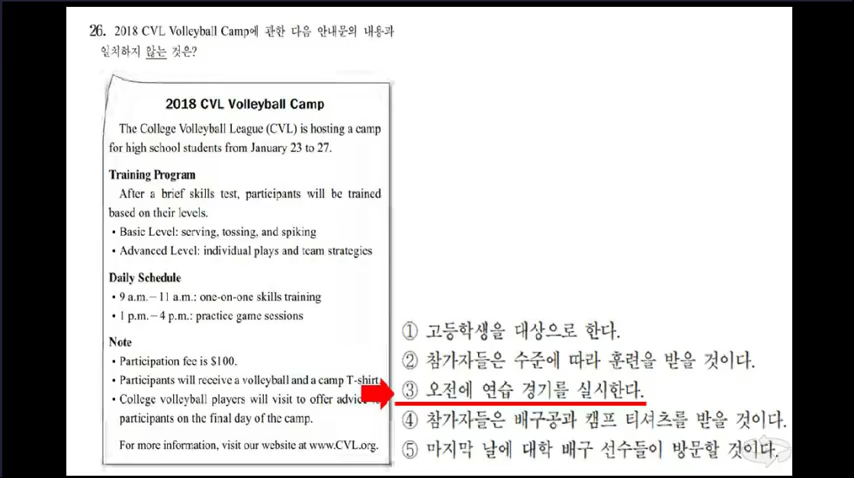 26. 2018 CVL Volleyball Camp에 관한 다음 안내문의 내용과
일치하지 않는 것은?
2018 CVL Volleyball Camp
The College Volleyball League (CVL) is hosting a camp
for high school students from January 23 to 27.
Training Program
After a brief skills test, participants will be trained
based on their levels.
• Basic Level: serving, tossing, and spiking
• Advanced Level: individual plays and team strategies
Daily Schedule
• 9 a.m. – 11 a.m.: one-on-one skills training
• 1 p.m. – 4 p.m.: practice game sessions
Note
• Participation fee is $100.
• Participants will receive a volleyball and a camp T-shirt
• College volleyball players will visit to offer advice
participants on the final day of the camp.
For more information, visit our website at www.CVL.org.
① 고등학생을 대상으로 한다.
② 참가자들은 수준에 따라 훈련을 받을 것이다.
③ 오전에 연습 경기를 실시한다.
④ 참가자들은 배구공과 캠프 티셔츠를 받을 것이다.
⑤ 마지막 날에 대학 배구 선수들이 방문할 것이다.